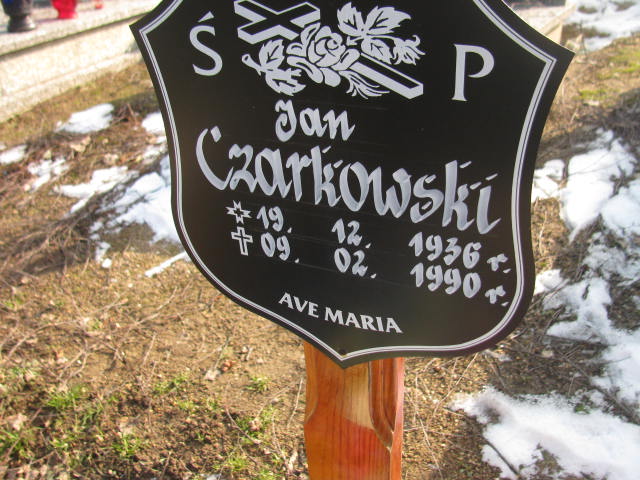 Ś P
Jan
Czarkowski
19. 12. 1936 r.
09. 02. 1990 r.
AVE MARIA